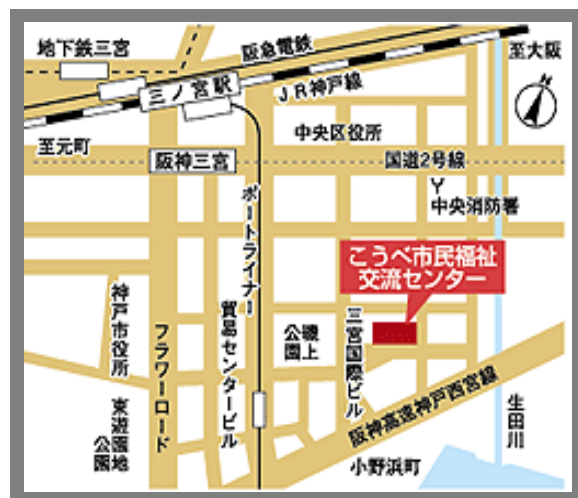 地下鉄三宮
阪急電鉄
至大阪
三ノ宮駅
JR神戸線
N
至元町
中央区役所
阪神三宮
国道2号線
Y
中央消防署
ポートライナー
こうべ市民福祉
交流センター
神戸市役所
フラワーロード
貿易センタービル
磯上
公園
三宮国際ビル
阪神高速神戸西宮線
生田川
東遊園地
公園
小野浜町